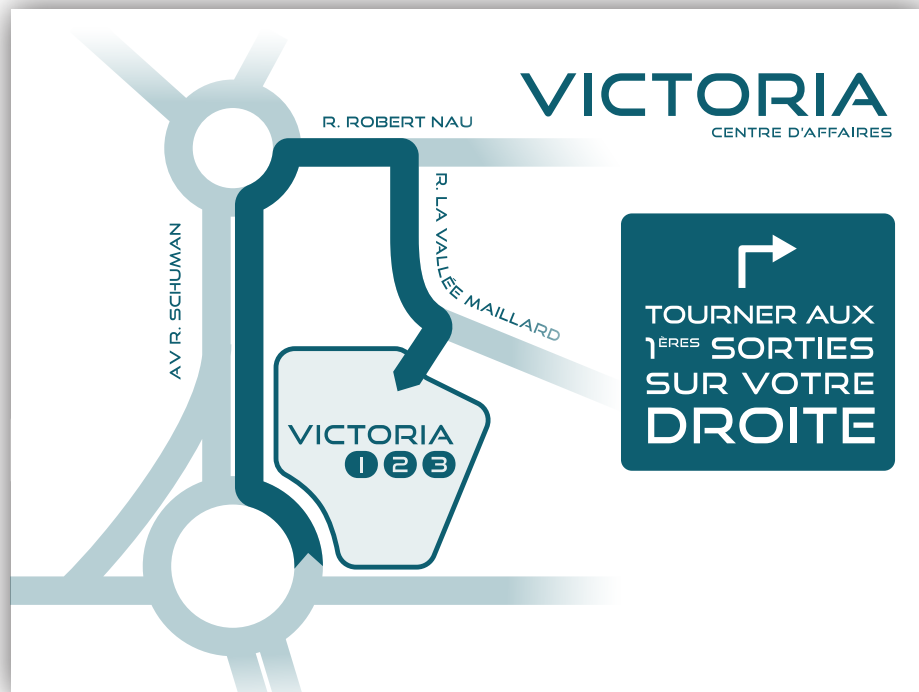 VICTORIA
CENTRE D'AFFAIRES
R. ROBERT NAU
R. LA VALLÉE MAILLARD
AV R. SCHUMAN
TOURNER AUX
1ÈRES SORTIES
SUR VOTRE
DROITE
VICTORIA
1 2 3